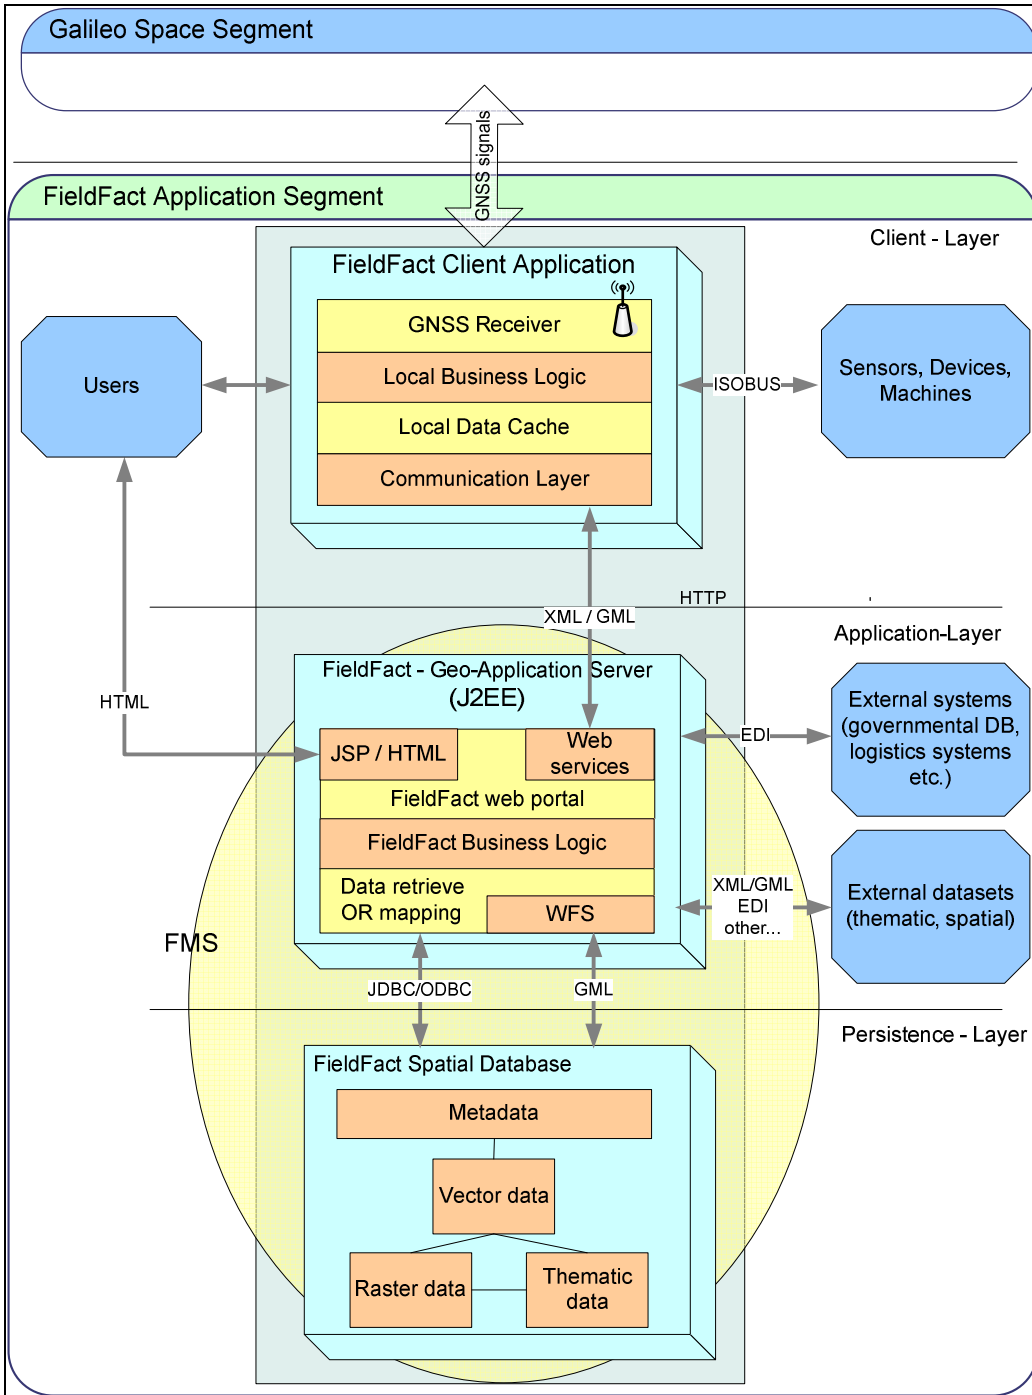 Galileo Space Segment
GNSS signals
FieldFact Application Segment
Client - Layer
FieldFact Client Application
GNSS Receiver
Local Business Logic
Local Data Cache
Communication Layer
Users
ISOBUS
Sensors, Devices,
Machines
HTTP
XML / GML
Application-Layer
FieldFact - Geo-Application Server
(J2EE)
HTML
JSP / HTML
Web
services
FieldFact web portal
FieldFact Business Logic
Data retrieve
OR mapping
WFS
EDI
External systems
(governmental DB,
logistics systems
etc.)
XML/GML
EDI
other...
External datasets
(thematic, spatial)
FMS
JDBC/ODBC
GML
Persistence - Layer
FieldFact Spatial Database
Metadata
Vector data
Raster data
Thematic
data